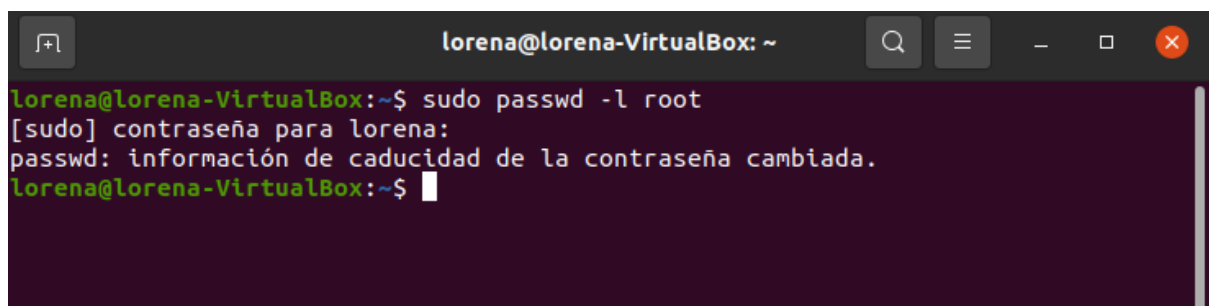 lorena@lorena-VirtualBox: ~
lorena@lorena-VirtualBox:~$ sudo passwd -l root
[sudo] contraseña para lorena:
passwd: información de caducidad de la contraseña cambiada.
lorena@lorena-VirtualBox:~$